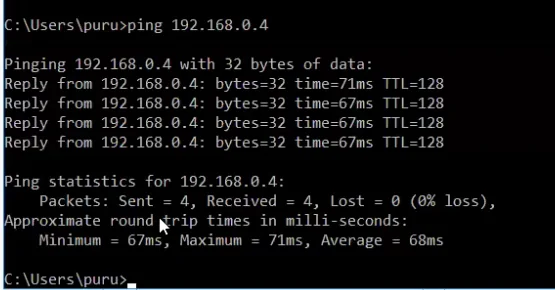 C:\Users\puru>ping 192.168.0.4
Pinging 192.168.0.4 with 32 bytes of data:
Reply from 192.168.0.4: bytes=32 time=71ms TTL=128
Reply from 192.168.0.4: bytes=32 time=67ms TTL=128
Reply from 192.168.0.4: bytes=32 time=67ms TTL=128
Reply from 192.168.0.4: bytes=32 time=67ms TTL=128
Ping statistics for 192.168.0.4:
    Packets: Sent = 4, Received = 4, Lost = 0 (0% loss),
Approximate round trip times in milli-seconds:
    Minimum = 67ms, Maximum = 71ms, Average = 68ms
C:\Users\puru>